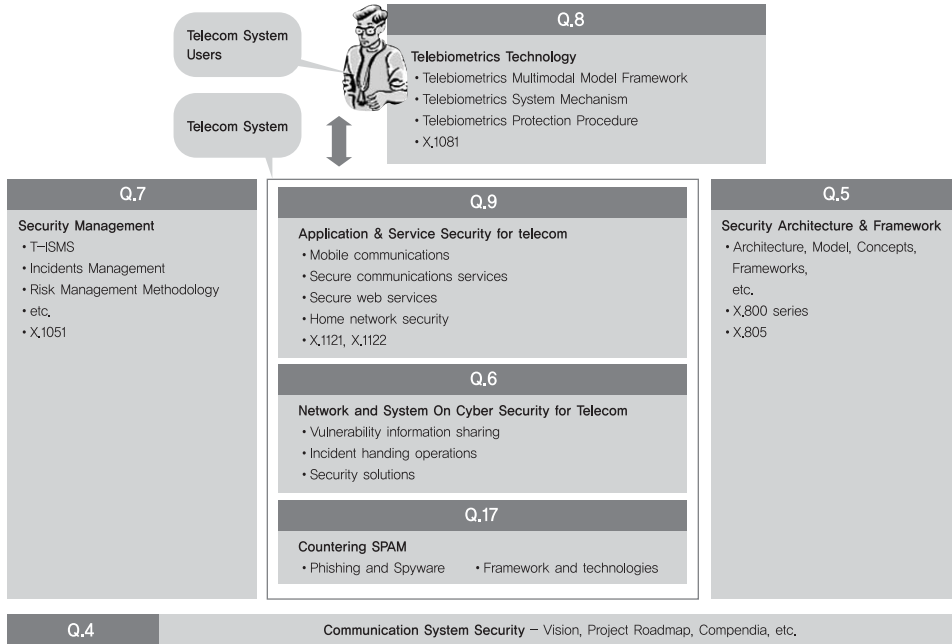 Telecom System
Users
Telecom System
Q.8
Telebiometrics Technology
• Telebiometrics Multimodal Model Framework
• Telebiometrics System Mechanism
• Telebiometrics Protection Procedure
• X.1081
Q.7
Security Management
• T-ISMS
• Incidents Management
• Risk Management Methodology
• etc.
• X.1051
Q.9
Application & Service Security for telecom
• Mobile communications
• Secure communications services
• Secure web services
• Home network security
• X.1121, X.1122
Q.6
Network and System On Cyber Security for Telecom
• Vulnerability information sharing
• Incident handing operations
• Security solutions
Q.17
Countering SPAM
• Phishing and Spyware • Framework and technologies
Q.5
Security Architecture & Framework
• Architecture, Model, Concepts,
Frameworks,
etc.
• X.800 series
• X.805
Q.4
Communication System Security – Vision, Project Roadmap, Compendia, etc.